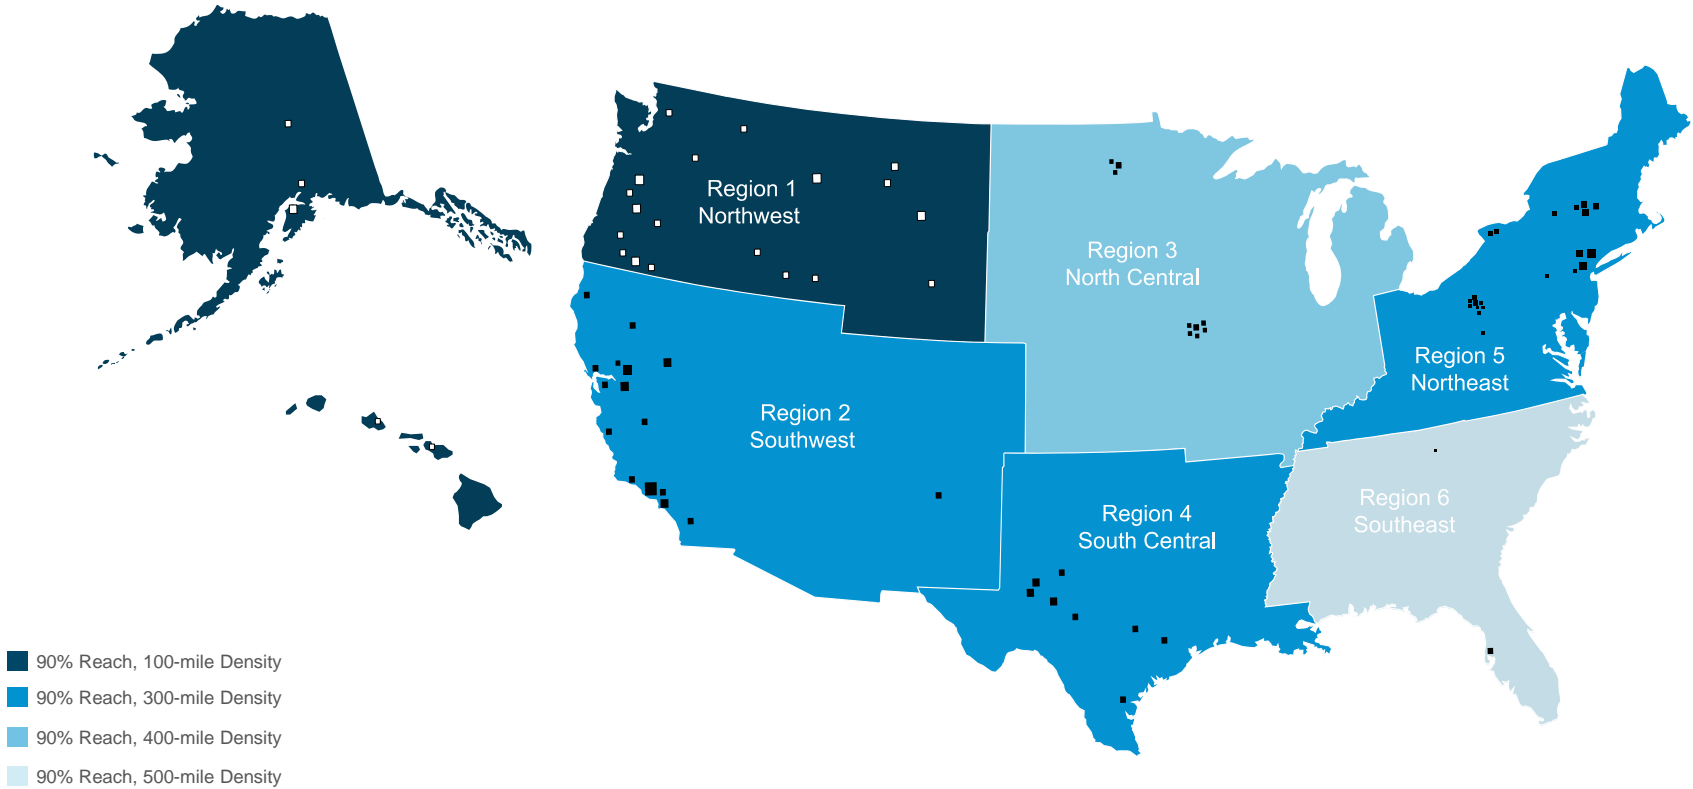 Region 1
Northwest
Region 3
North Central
Region 5
Northeast
Region 2
Southwest
Region 6
Southeast
Region 4
South Central
90% Reach, 100-mile Density
90% Reach, 300-mile Density
90% Reach, 400-mile Density
90% Reach, 500-mile Density